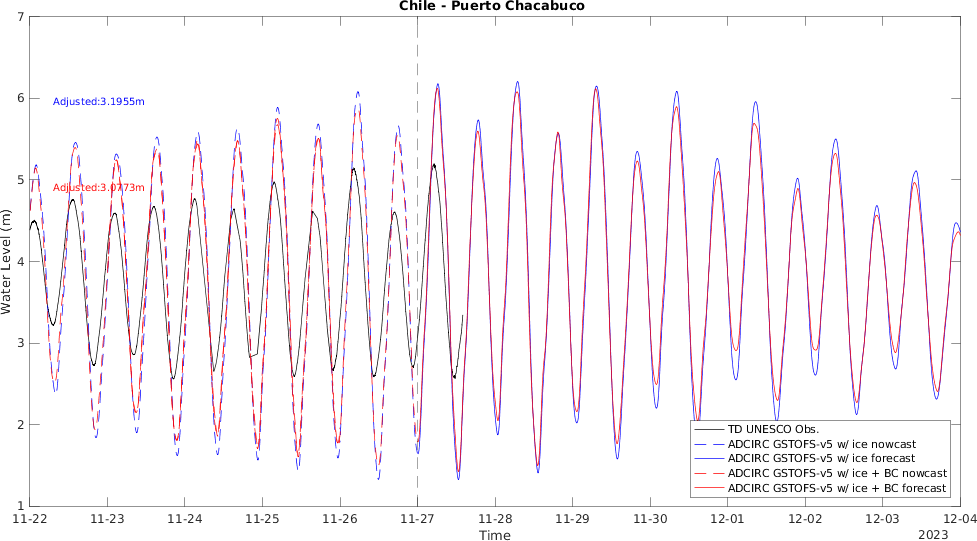 Chile - Puerto Chacabuco
7
6
5
4
3
2
1
Water Level (m)
Adjusted:3.1955m
Adjusted:3.0773m
TD UNESCO Obs.
ADCIRC GSTOFS-v5 w/ ice nowcast
ADCIRC GSTOFS-v5 w/ ice forecast
ADCIRC GSTOFS-v5 w/ ice + BC nowcast
ADCIRC GSTOFS-v5 w/ ice + BC forecast
11-22 11-23 11-24 11-25 11-26 11-27 11-28 11-29 11-30 12-01 12-02 12-03 12-04
Time
2023